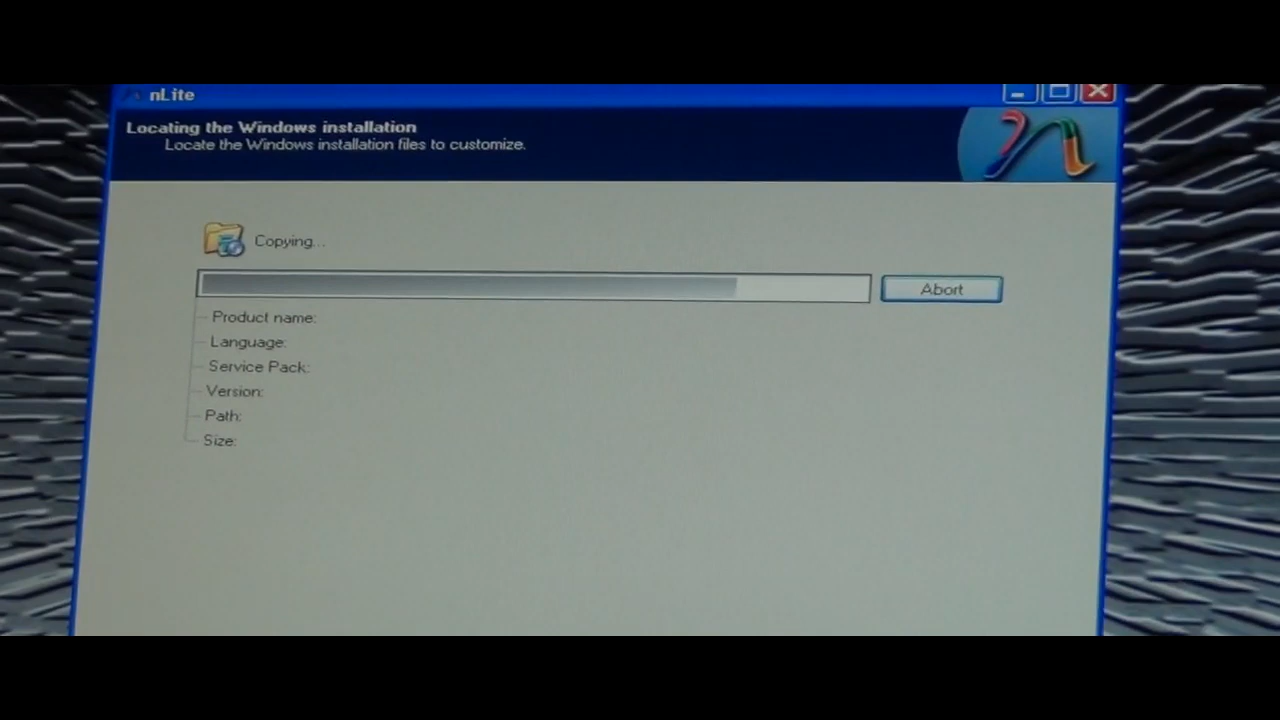 nLite
Locating the Windows installation
Locate the Windows installation files to customize.
Copying...
Abort
Product name:
Language:
Service Pack:
Version:
Path:
Size: